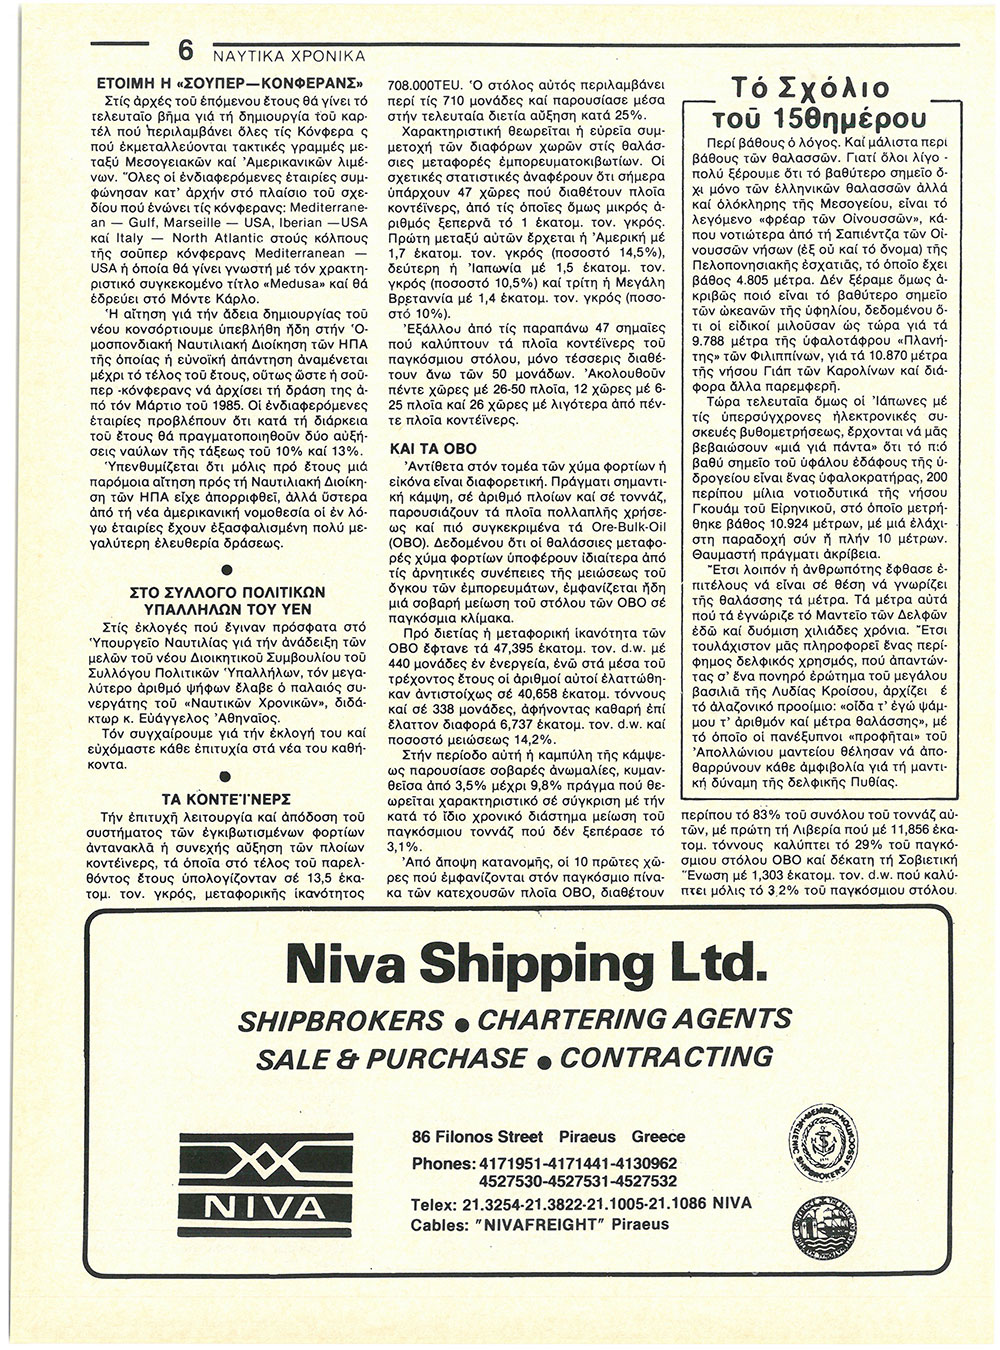 6 ΝΑΥΤΙΚΑ ΧΡΟΝΙΚΑ
ΕΤΟΙΜΗ Η «ΣΟΥΠΕΡ—ΚΟΝΦΕΡΑΝΣ»
Στίς ἀρχές τοῦ ἑπόμενου ἔτους θά γίνει τό
τελευταῖο βῆμα γιά τή δημιουργία τοῦ καρ-
τέλ πού περιλαμβάνει ὅλες τίς Κόνφερα ς
πού ἐκμεταλλεύονται τακτικές γραμμές με-
ταξύ Μεσογειακῶν καί Ἀμερικανικῶν λιμέ-
νων. Ὅλες οἱ ἐνδιαφερόμενες ἑταιρίες συμ-
φώνησαν κατ' ἀρχήν στό πλαίσιο τοῦ σχε-
δίου πού ἑνώνει τίς κόνφερανς: Mediterrane-
an — Gulf, Marseille — USA, Iberian —USA
καί Italy — North Atlantic στούς κόλπους
τῆς σοῦπερ κόνφερανς Mediterranean —
USA ἡ ὁποία θά γίνει γνωστή μέ τόν χρακτη-
ριστικό συγκεκομένο τίτλο «Medusa» καί θά
ἑδρεύει στό Μόντε Κάρλο.
Ἡ αἴτηση γιά τήν ἄδεια δημιουργίας τοῦ
νέου κονσόρτιουμε ὑπεβλήθη ἤδη στήν Ὁ-
μοσπονδιακή Ναυτιλιακή Διοίκηση τῶν ΗΠΑ
τῆς ὁποίας ἡ εὐνοϊκή ἀπάντηση ἀναμένεται
μέχρι τό τέλος τοῦ ἔτους, οὕτως ὥστε ἡ σοῦ-
περ -κόνφερανς νά ἀρχίσει τή δράση της ἀ-
πό τόν Μάρτιο τοῦ 1985. Οἱ ἐνδιαφερόμενες
ἑταιρίες προβλέπουν ὅτι κατά τή διάρκεια
τοῦ ἔτους θά πραγματοποιηθοῦν δύο αὐξή-
σεις ναύλων τῆς τάξεως τοῦ 10% καί 13%.
Ὑπενθυμίζεται ὅτι μόλις πρό ἔτους μιά
παρόμοια αἴτηση πρός τή Ναυτιλιακή Διοίκη-
ση τῶν ΗΠΑ εἶχε ἀπορριφθεῖ, ἀλλά ὕστερα
ἀπό τή νέα ἀμερικανική νομοθεσία οἱ ἐν λό-
γω ἑταιρίες ἔχουν ἐξασφαλισμένη πολύ με-
γαλύτερη ἐλευθερία δράσεως.
●
ΣΤΟ ΣΥΛΛΟΓΟ ΠΟΛΙΤΙΚΩΝ
ΥΠΑΛΛΗΛΩΝ ΤΟΥ ΥΕΝ
Στίς ἐκλογές πού ἔγιναν πρόσφατα στό
Ὑπουργεῖο Ναυτιλίας γιά τήν ἀνάδειξη τῶν
μελῶν τοῦ νέου Διοικητικοῦ Συμβουλίου τοῦ
Συλλόγου Πολιτικῶν Ὑπαλλήλων, τόν μεγα-
λύτερο ἀριθμό ψήφων ἔλαβε ὁ παλαιός συ-
νεργάτης τοῦ «Ναυτικῶν Χρονικῶν», διδά-
κτωρ κ. Εὐάγγελος Ἀθηναῖος.
Τόν συγχαίρουμε γιά τήν ἐκλογή του καί
εὐχόμαστε κάθε ἐπιτυχία στά νέα του καθή-
κοντα.
●
ΤΑ ΚΟΝΤΕΪΝΕΡΣ
Τήν ἐπιτυχῆ λειτουργία καί ἀπόδοση τοῦ
συστήματος τῶν ἐγκιβωτισμένων φορτίων
ἀντανακλᾶ ἡ συνεχής αὔξηση τῶν πλοίων
κοντέϊνερς, τά ὁποῖα στό τέλος τοῦ παρελ-
θόντος ἔτους ὑπολογίζονταν σέ 13,5 ἑκα-
τομ. τον. γκρός, μεταφορικῆς ἱκανότητος
708.000TEU. Ὁ στόλος αὐτός περιλαμβάνει
περί τίς 710 μονάδες καί παρουσίασε μέσα
στήν τελευταία διετία αὔξηση κατά 25%.
Χαρακτηριστική θεωρεῖται ἡ εὐρεῖα συμ-
μετοχή τῶν διαφόρων χωρῶν στίς θαλάσ-
σιες μεταφορές ἐμπορευματοκιβωτίων. Οἱ
σχετικές στατιστικές ἀναφέρουν ὅτι σήμερα
ὑπάρχουν 47 χῶρες πού διαθέτουν πλοῖα
κοντέϊνερς, ἀπό τίς ὁποῖες ὅμως μικρός ἀ-
ριθμός ξεπερνᾶ τό 1 ἑκατομ. τον. γκρός.
Πρώτη μεταξύ αὐτῶν ἔρχεται ἡ Ἀμερική μέ
1,7 ἑκατομ. τον. γκρός (ποσοστό 14,5%),
δεύτερη ἡ Ἰαπωνία μέ 1,5 ἑκατομ. τον.
γκρός (ποσοστό 10,5%) καί τρίτη ἡ Μεγάλη
Βρεταννία μέ 1,4 ἑκατομ. τον. γκρός (ποσο-
στό 10%).
Ἐξάλλου ἀπό τίς παραπάνω 47 σημαῖες
πού καλύπτουν τά πλοῖα κοντέϊνερς τοῦ
παγκόσμιου στόλου, μόνο τέσσερις διαθέ-
τουν ἄνω τῶν 50 μονάδων. Ἀκολουθοῦν
πέντε χῶρες μέ 26-50 πλοῖα, 12 χῶρες μέ 6-
25 πλοῖα καί 26 χῶρες μέ λιγότερα ἀπό πέν-
τε πλοῖα κοντέϊνερς.
ΚΑΙ ΤΑ ΟΒΟ
Ἀντίθετα στόν τομέα τῶν χύμα φορτίων ἡ
εἰκόνα εἶναι διαφορετική. Πράγματι σημαντι-
κή κάμψη, σέ ἀριθμό πλοίων καί σέ τοννάζ,
παρουσιάζουν τά πλοῖα πολλαπλῆς χρήσε-
ως καί πιό συγκεκριμένα τά Ore-Bulk-Oil
(OBO). Δεδομένου ὅτι οἱ θαλάσσιες μεταφο-
ρές χύμα φορτίων ὑποφέρουν ἰδιαίτερα ἀπό
τίς ἀρνητικές συνέπειες τῆς μειώσεως τοῦ
ὄγκου τῶν ἐμπορευμάτων, ἐμφανίζεται ἤδη
μιά σοβαρή μείωση τοῦ στόλου τῶν ΟΒΟ σέ
παγκόσμια κλίμακα.
Πρό διετίας ἡ μεταφορική ἱκανότητα τῶν
ΟΒΟ ἔφτανε τά 47,395 ἑκατομ. τον. d.w. μέ
440 μονάδες ἐν ἐνεργεία, ἐνῶ στά μέσα τοῦ
τρέχοντος ἔτους οἱ ἀριθμοί αὐτοί ἐλαττώθη-
καν ἀντιστοίχως σέ 40,658 ἑκατομ. τόννους
καί σέ 338 μονάδες, ἀφήνοντας καθαρή ἐπί
ἔλαττον διαφορά 6,737 ἑκατομ. τον. d.w. καί
ποσοστό μειώσεως 14,2%.
Στήν περίοδο αὐτή ἡ καμπύλη τῆς κάμψε-
ως παρουσίασε σοβαρές ἀνωμαλίες, κυμαν-
θεῖσα ἀπό 3,5% μέχρι 9,8% πράγμα πού θε-
ωρεῖται χαρακτηριστικό σέ σύγκριση μέ τήν
κατά τό ἴδιο χρονικό διάστημα μείωση τοῦ
παγκόσμιου τοννάζ πού δέν ξεπέρασε τό
3,1%.
Ἀπό ἄποψη κατανομῆς, οἱ 10 πρῶτες χῶ-
ρες πού ἐμφανίζονται στόν παγκόσμιο πίνα-
κα τῶν κατεχουσῶν πλοῖα ΟΒΟ, διαθέτουν
Τό Σχόλιο
τοῦ 15θημέρου
Περί βάθους ὁ λόγος. Καί μάλιστα περί
βάθους τῶν θαλασσῶν. Γιατί ὅλοι λίγο -
πολύ ξέρουμε ὅτι τό βαθύτερο σημεῖο ὄ-
χι μόνο τῶν ἑλληνικῶν θαλασσῶν ἀλλά
καί ὁλόκληρης τῆς Μεσογείου, εἶναι τό
λεγόμενο «φρέαρ τῶν Οἰνουσσῶν», κά-
που νοτιώτερα ἀπό τή Σαπιέντζα τῶν Οἰ-
νουσσῶν νήσων (ἐξ οὗ καί τό ὄνομα) τῆς
Πελοπονησιακῆς ἐσχατιᾶς, τό ὁποῖο ἔχει
βάθος 4.805 μέτρα. Δέν ξέραμε ὅμως ἀ-
κριβῶς ποιό εἶναι τό βαθύτερο σημεῖο
τῶν ὠκεανῶν τῆς ὑφηλίου, δεδομένου ὅ-
τι οἱ εἰδικοί μιλοῦσαν ὡς τώρα γιά τά
9.788 μέτρα τῆς ὑφαλοτάφρου «Πλανή-
της» τῶν Φιλιππίνων, γιά τά 10.870 μέτρα
τῆς νήσου Γιάπ τῶν Καρολίνων καί διά-
φορα ἄλλα παρεμφερῆ.
Τώρα τελευταῖα ὅμως οἱ Ἰάπωνες μέ
τίς ὑπερσύγχρονες ἠλεκτρονικές συ-
σκευές βυθομετρήσεως, ἔρχονται νά μᾶς
βεβαιώσουν «μιά γιά πάντα» ὅτι τό πιό
βαθύ σημεῖο τοῦ ὑφάλου ἐδάφους τῆς ὑ-
δρογείου εἶναι ἕνας ὑφαλοκρατήρας, 200
περίπου μίλια νοτιοδυτικά τῆς νήσου
Γκουάμ τοῦ Εἰρηνικοῦ, στό ὁποῖο μετρή-
θηκε βάθος 10.924 μέτρων, μέ μιά ἐλάχι-
στη παραδοχή σύν ἤ πλήν 10 μέτρων.
Θαυμαστή πράγματι ἀκρίβεια.
Ἔτσι λοιπόν ἡ ἀνθρωπότης ἔφθασε ἐ-
πιτέλους νά εἶναι σέ θέση νά γνωρίζει
τῆς θαλάσσης τά μέτρα. Τά μέτρα αὐτά
πού τά ἐγνώριζε τό Μαντεῖο τῶν Δελφῶν
ἐδῶ καί δυόμιση χιλιάδες χρόνια. Ἔτσι
τουλάχιστον μᾶς πληροφορεῖ ἕνας περί-
φημος δελφικός χρησμός, πού ἀπαντών-
τας σ' ἕνα πονηρό ἐρώτημα τοῦ μεγάλου
βασιλιᾶ τῆς Λυδίας Κροίσου, ἀρχίζει ἐ
τό ἀλαζονικό προοίμιο: «οἶδα τ' ἐγώ ψάμ-
μου τ' ἀριθμόν καί μέτρα θαλάσσης», μέ
τό ὁποῖο οἱ πανέξυπνοι «προφῆται» τοῦ
Ἀπολλώνιου μαντείου θέλησαν νά ἀπο-
θαρρύνουν κάθε ἀμφιβολία γιά τή μαντι-
κή δύναμη τῆς δελφικῆς Πυθίας.
περίπου τό 83% τοῦ συνόλου τοῦ τοννάζ αὐ-
τῶν, μέ πρώτη τή Λιβερία πού μέ 11,856 ἑκα-
τομ. τόννους καλύπτει τό 29% τοῦ παγκό-
σμιου στόλου ΟΒΟ καί δέκατη τή Σοβιετική
Ἕνωση μέ 1,303 ἑκατομ. τον. d.w. πού καλύ-
πτει μόλις τό 3,2% τοῦ παγκόσμιου στόλου.
Niva Shipping Ltd.
SHIPBROKERS ● CHARTERING AGENTS
SALE & PURCHASE ● CONTRACTING
NIVA
86 Filonos Street Piraeus Greece
Phones: 4171951-4171441-4130962
4527530-4527531-4527532
Telex: 21.3254-21.3822-21.1005-21.1086 NIVA
Cables: "NIVAFREIGHT" Piraeus
MEMBER
HELLENIC SHIPBROKERS ASSOCIATION